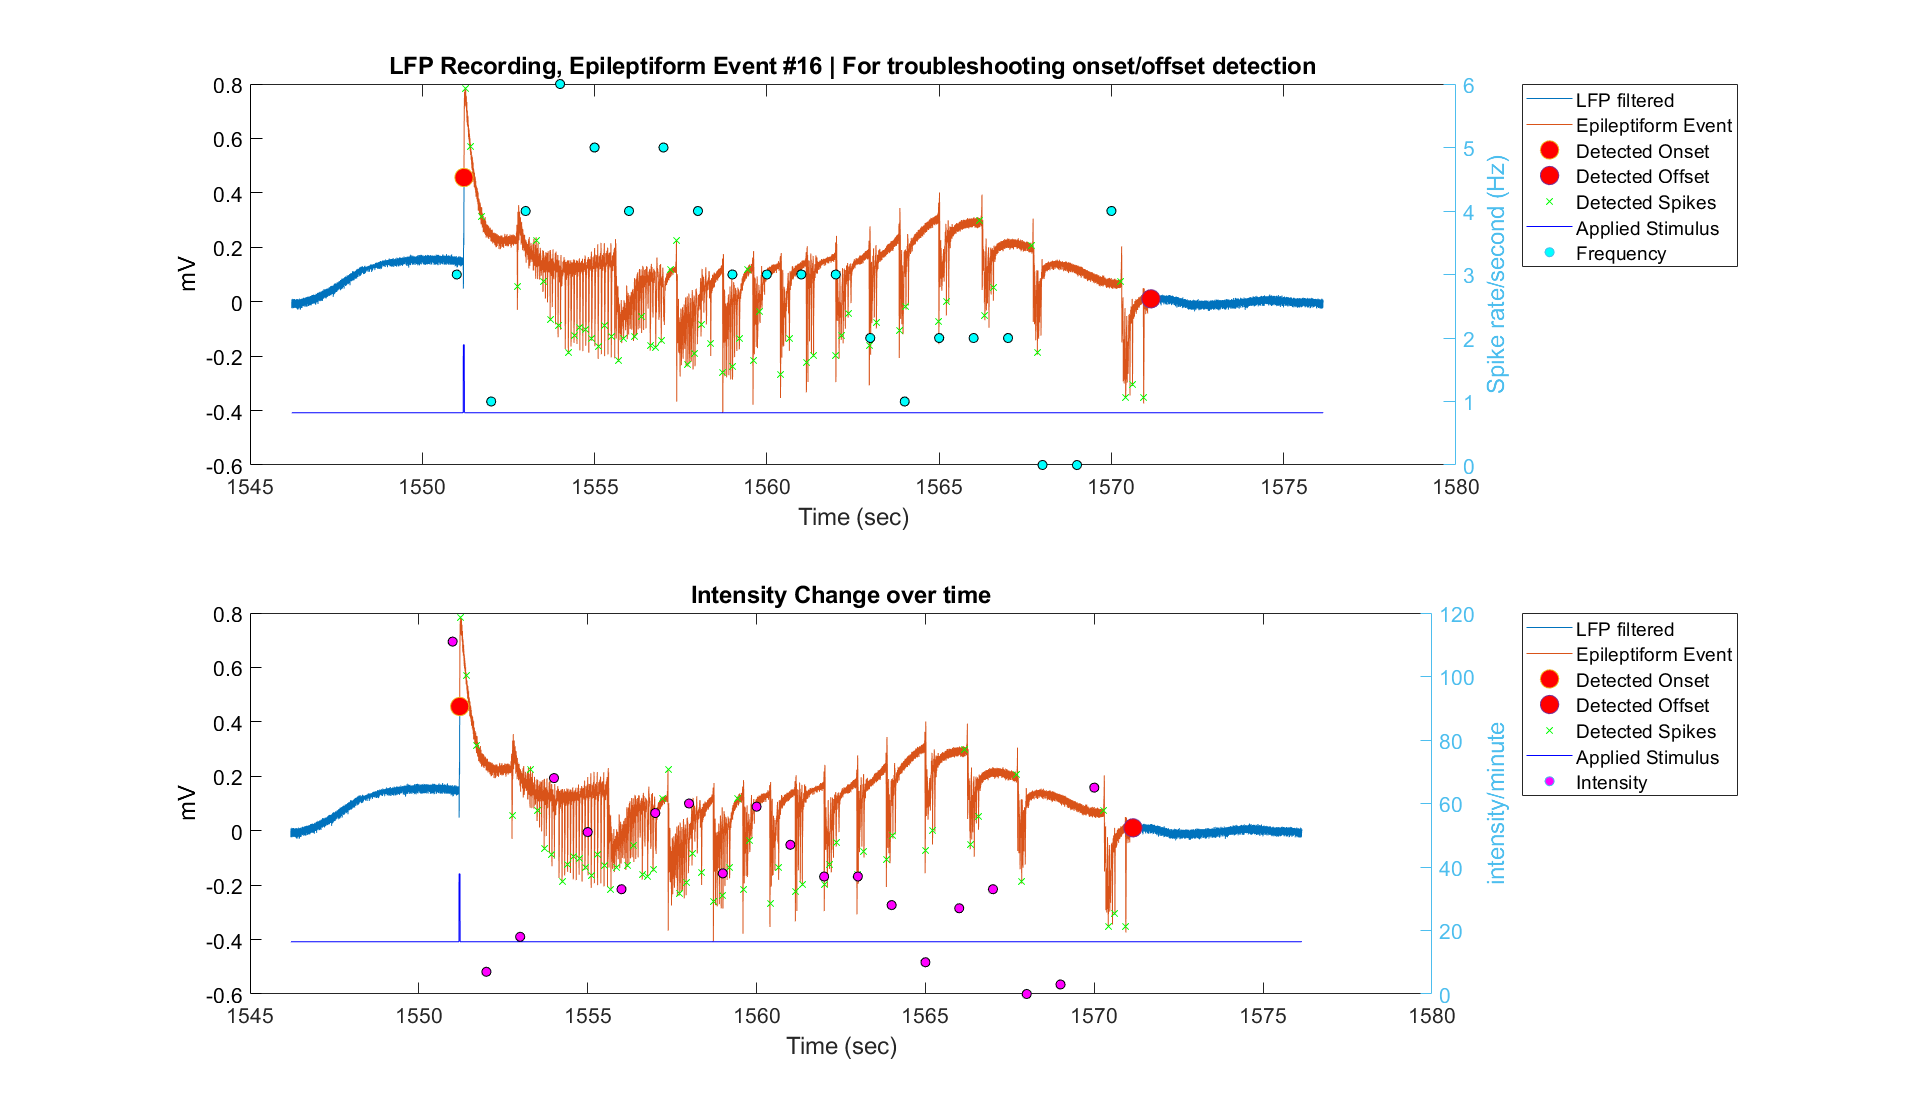 LFP Recording, Epileptiform Event #16 | For troubleshooting onset/offset detection
0.8
0.6
0.4
0.2
0
-0.2
-0.4
-0.6
mV
1545
1550
1555
1560
1565
1570
1575
1580
Time (sec)
6
5
4
3
2
1
0
Spike rate/second (Hz)
LFP filtered
Epileptiform Event
Detected Onset
Detected Offset
Detected Spikes
Applied Stimulus
Frequency
Intensity Change over time
0.8
0.6
0.4
0.2
0
-0.2
-0.4
-0.6
mV
1545
1550
1555
1560
1565
1570
1575
1580
Time (sec)
120
100
80
60
40
20
0
intensity/minute
LFP filtered
Epileptiform Event
Detected Onset
Detected Offset
Detected Spikes
Applied Stimulus
Intensity